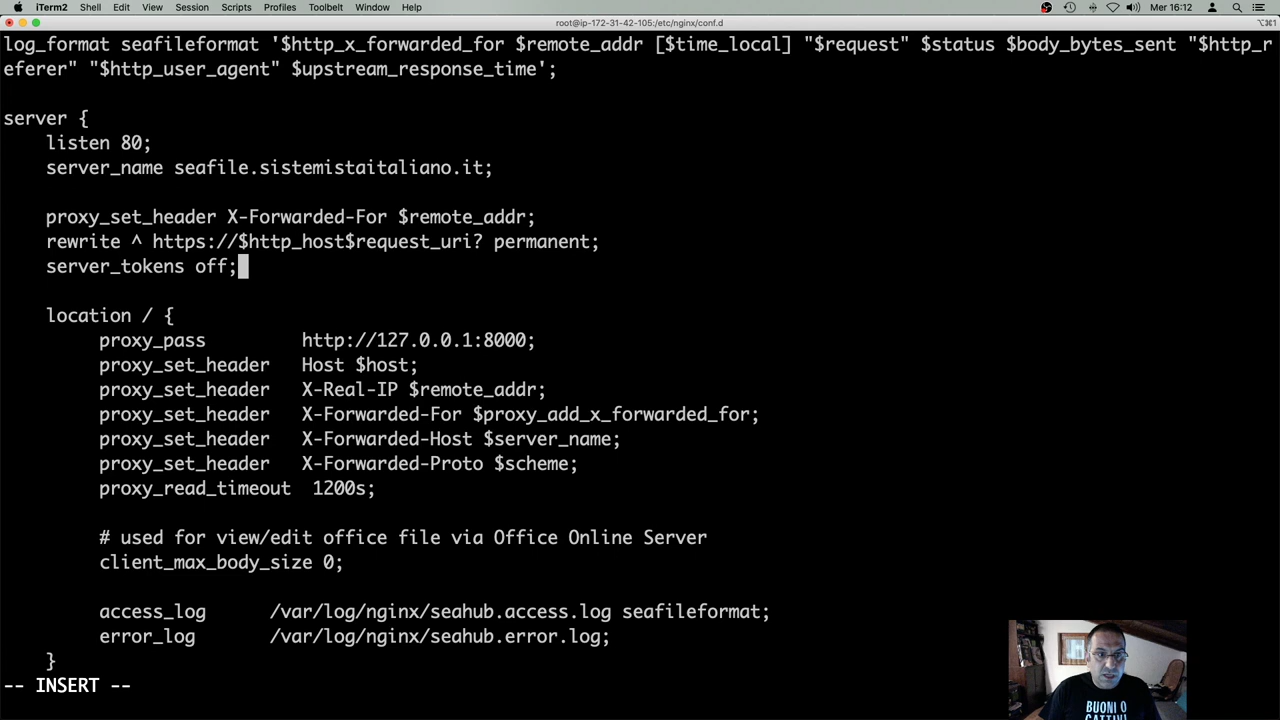 iTerm2 Shell Edit View Session Scripts Profiles Toolbelt Window Help Mer 16:12
root@ip-172-31-42-105:/etc/nginx/conf.d ⌥⌘1
log_format seafileformat '$http_x_forwarded_for $remote_addr [$time_local] "$request" $status $body_bytes_sent "$http_r
eferer" "$http_user_agent" $upstream_response_time';
server {
listen 80;
server_name seafile.sistemistaitaliano.it;
proxy_set_header X-Forwarded-For $remote_addr;
rewrite ^ https://$http_host$request_uri? permanent;
server_tokens off;
location / {
proxy_pass http://127.0.0.1:8000;
proxy_set_header Host $host;
proxy_set_header X-Real-IP $remote_addr;
proxy_set_header X-Forwarded-For $proxy_add_x_forwarded_for;
proxy_set_header X-Forwarded-Host $server_name;
proxy_set_header X-Forwarded-Proto $scheme;
proxy_read_timeout 1200s;
# used for view/edit office file via Office Online Server
client_max_body_size 0;
access_log /var/log/nginx/seahub.access.log seafileformat;
error_log /var/log/nginx/seahub.error.log;
}
-- INSERT --
BUONI O
CATTIVI